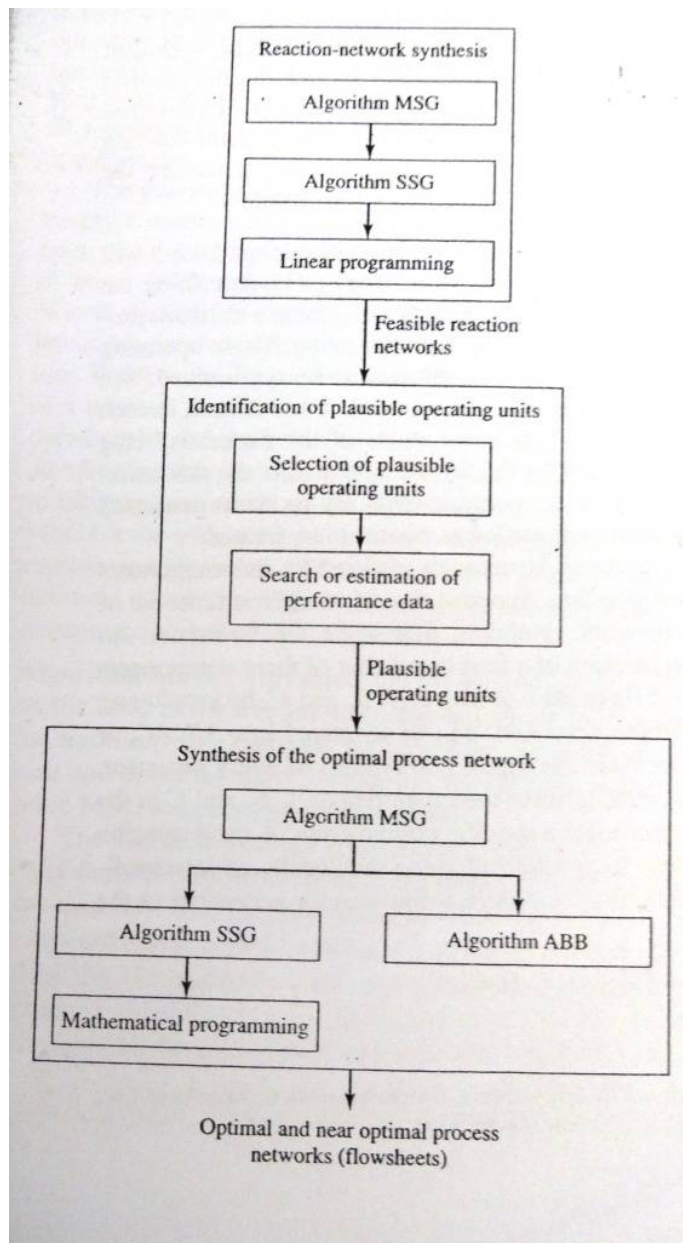 Reaction-network synthesis
Algorithm MSG
Algorithm SSG
Linear programming
Feasible reaction
networks
Identification of plausible operating units
Selection of plausible
operating units
Search or estimation of
performance data
Plausible
operating units
Synthesis of the optimal process network
Algorithm MSG
Algorithm SSG
Algorithm ABB
Mathematical programming
Optimal and near optimal process
networks (flowsheets)